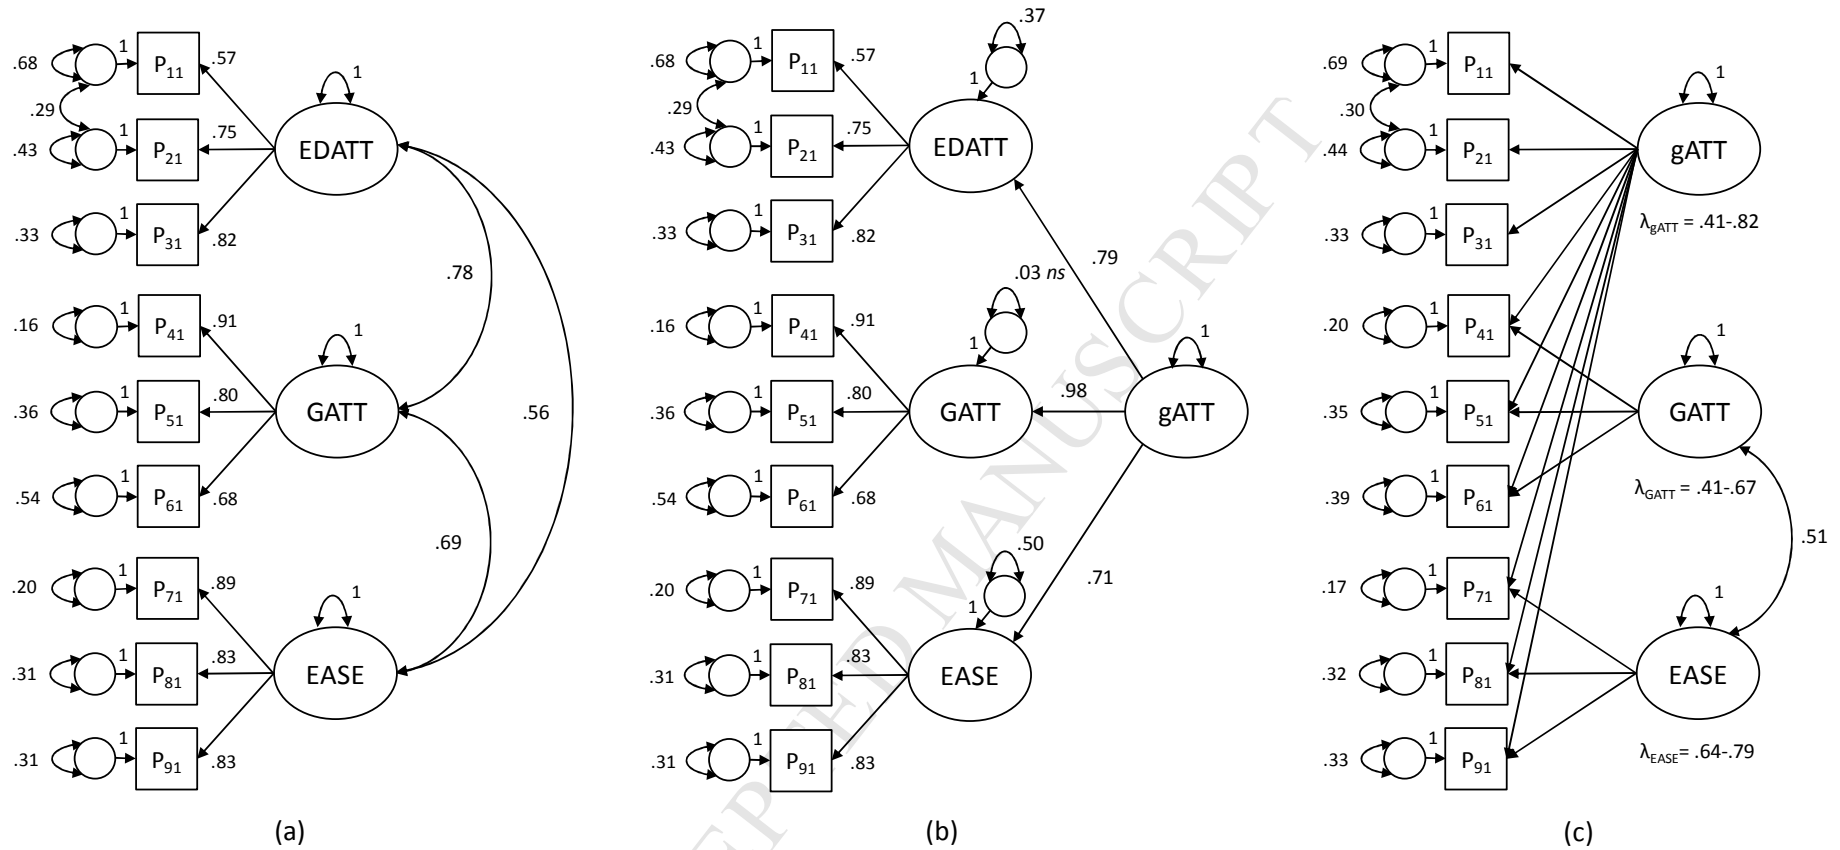 .68 1 P11 .57
1
.29
.43 1 P21 .75 EDATT
.33 1 P31 .82
.78
.16 1 P41 .91
1
.36 1 P51 .80 GATT
.56
.54 1 P61 .68
.69
.20 1 P71 .89
1
.31 1 P81 .83 EASE
.31 1 P91 .83
(a)
.37
.68 1 P11 .57
1
.29
.43 1 P21 .75 EDATT
.33 1 P31 .82
.79
.03 ns
.16 1 P41 .91
1
1
.36 1 P51 .80 GATT .98 gATT
.54 1 P61 .68
.50
.71
.20 1 P71 .89
1
.31 1 P81 .83 EASE
.31 1 P91 .83
(b)
.69 1 P11
1
.30
.44 1 P21 gATT
.33 1 P31
λgATT = .41-.82
.20 1 P41
1
.35 1 P51 GATT
.39 1 P61
λGATT = .41-.67
.51
.17 1 P71
1
.32 1 P81 EASE
.33 1 P91
λEASE= .64-.79
(c)
EPTED MANUSCRIPT